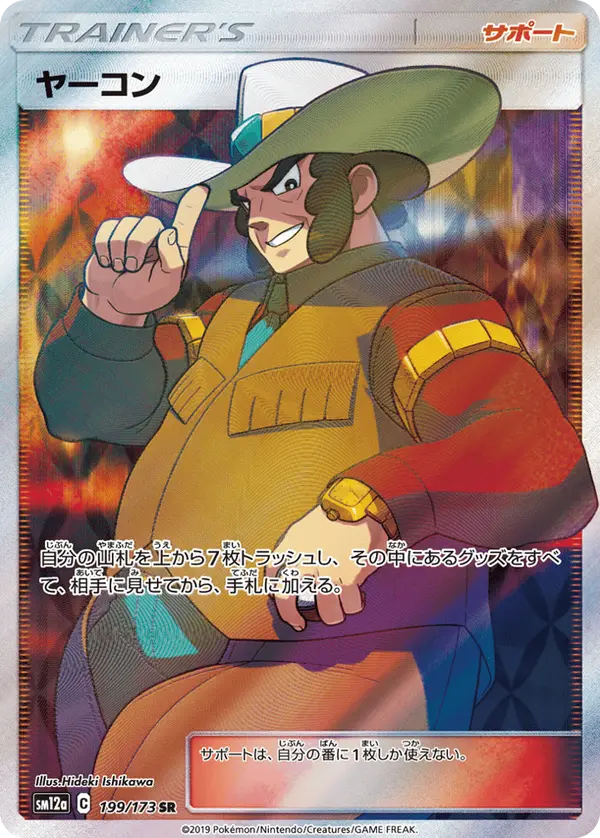 TRAINER'S サポート
ヤーコン
自分の山札を上から7枚トラッシュし、その中にあるグッズをすべ
て、相手に見せてから、手札に加える。
サポートは、自分の番に1枚しか使えない。
Illus.Hideki Ishikawa
sm12a C 199/173 SR
©2019 Pokémon/Nintendo/Creatures/GAME FREAK.